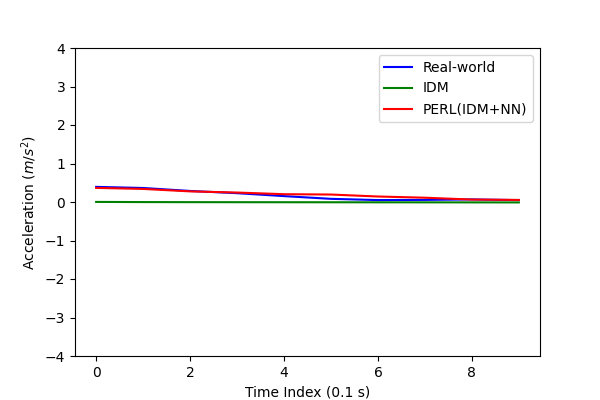 Real-world
IDM
PERL(IDM+NN)
Acceleration (m/s²)
4
3
2
1
0
−1
−2
−3
−4
0 2 4 6 8
Time Index (0.1 s)